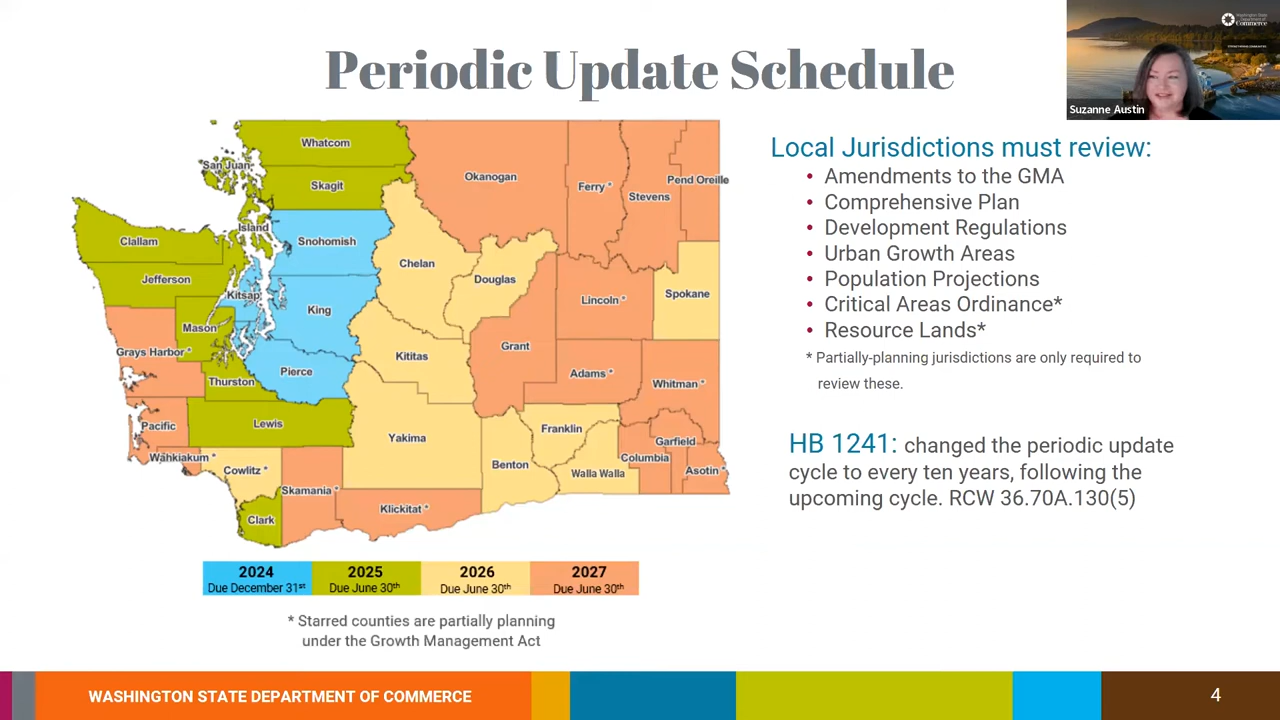 Periodic Update Schedule
Washington State
Department of
Commerce
Suzanne Austin
Whatcom
San Juan
Skagit
Okanogan
Ferry *
Stevens
Pend Oreille
Island
Clallam
Snohomish
Chelan
Jefferson
Douglas
Kitsap
King
Lincoln *
Spokane
Mason
Grays Harbor *
Kititas
Grant
Pierce
Adams *
Whitman *
Thurston
Pacific
Lewis
Yakima
Franklin
Garfield
Wahkiakum *
Cowlitz *
Benton
Walla Walla
Columbia
Asotin *
Skamania *
Klickitat *
Clark
2024
Due December 31st
2025
Due June 30th
2026
Due June 30th
2027
Due June 30th
* Starred counties are partially planning
under the Growth Management Act
Local Jurisdictions must review:
• Amendments to the GMA
• Comprehensive Plan
• Development Regulations
• Urban Growth Areas
• Population Projections
• Critical Areas Ordinance*
• Resource Lands*
* Partially-planning jurisdictions are only required to
review these.
HB 1241: changed the periodic update
cycle to every ten years, following the
upcoming cycle. RCW 36.70A.130(5)
WASHINGTON STATE DEPARTMENT OF COMMERCE
4